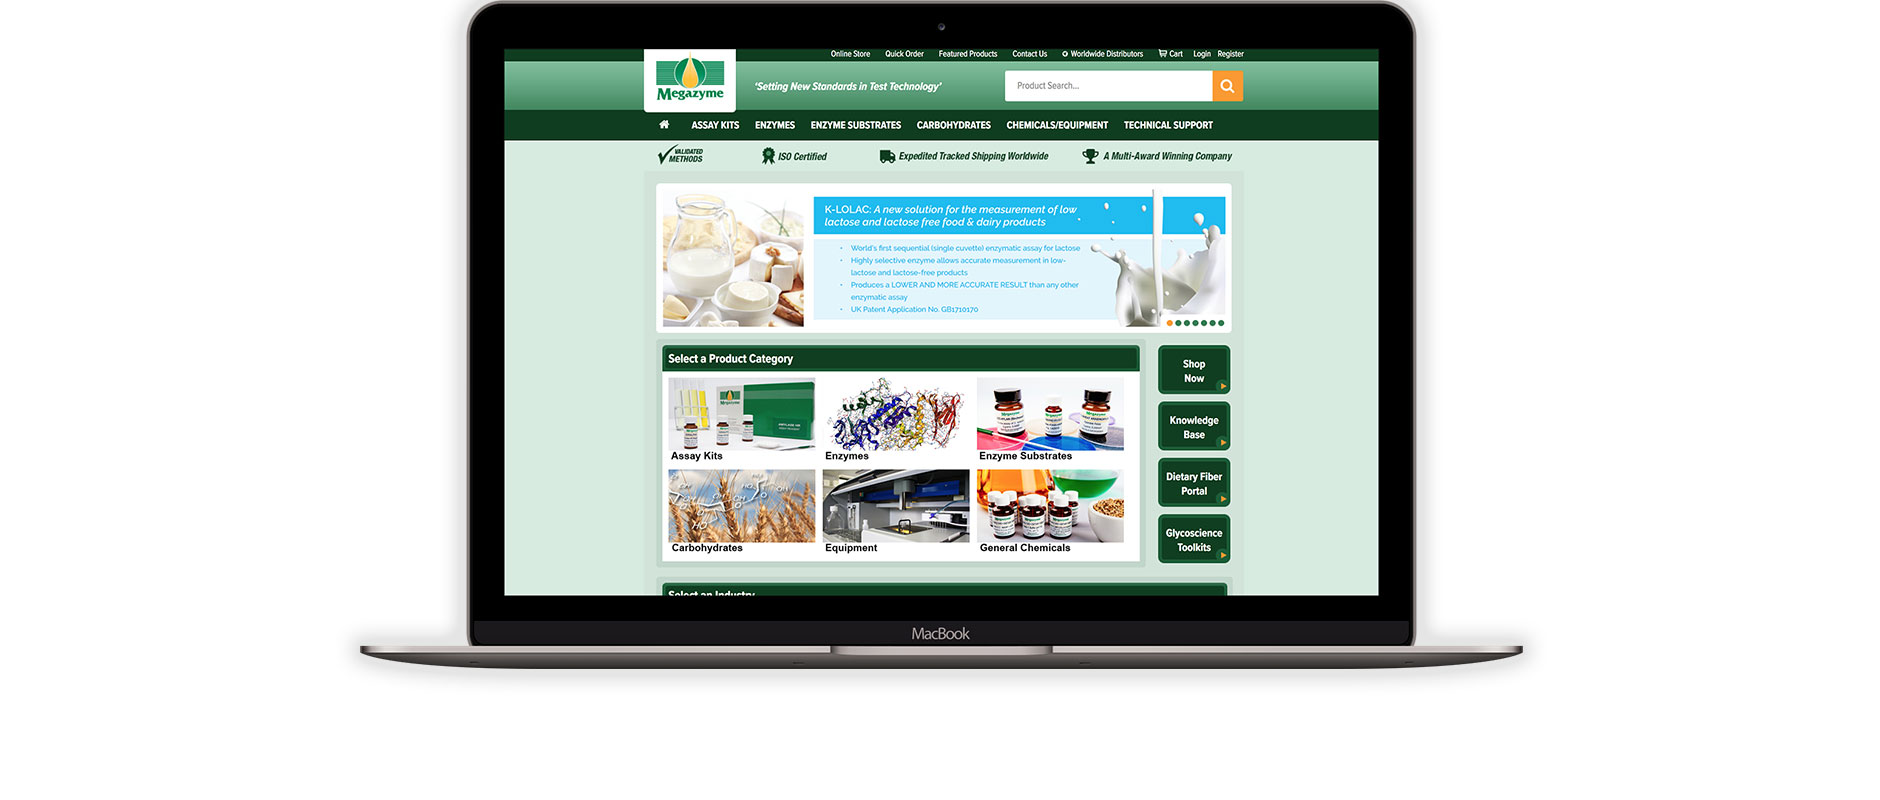 Online Store Quick Order Featured Products Contact Us Worldwide Distributors Cart Login Register
Megazyme
'Setting New Standards in Test Technology'
Product Search...
ASSAY KITS ENZYMES ENZYME SUBSTRATES CARBOHYDRATES CHEMICALS/EQUIPMENT TECHNICAL SUPPORT
VALIDATED
METHODS
ISO Certified
Expedited Tracked Shipping Worldwide
A Multi-Award Winning Company
K-LOLAC: A new solution for the measurement of low
lactose and lactose free food & dairy products
• World's first sequential (single cuvette) enzymatic assay for lactose
• Highly selective enzyme allows accurate measurement in low-
lactose and lactose-free products
• Produces a LOWER AND MORE ACCURATE RESULT than any other
enzymatic assay
• UK Patent Application No. GB1710170
Select a Product Category
Megazyme
Assay Kits
Enzymes
Enzyme Substrates
Carbohydrates
Equipment
General Chemicals
Shop
Now
Knowledge
Base
Dietary Fiber
Portal
Glycoscience
Toolkits
Select an Industry
MacBook